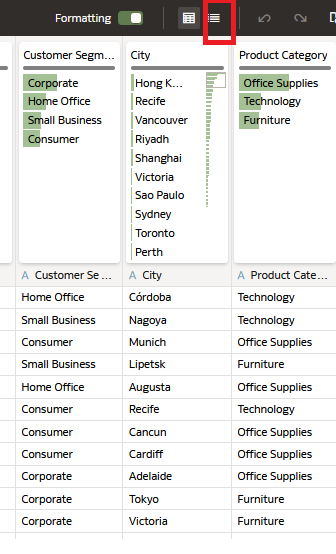 Formatting
D
Customer Segm...
City
Product Category
Corporate
Home Office
Small Business
Consumer
Hong K...
Recife
Vancouver
Riyadh
Shanghai
Victoria
Sao Paulo
Sydney
Toronto
Perth
Office Supplies
Technology
Furniture
A Customer Se ...
A City
A Product Cate...
Home Office Córdoba Technology
Small Business Nagoya Technology
Consumer Munich Office Supplies
Small Business Lipetsk Furniture
Home Office Augusta Office Supplies
Consumer Recife Technology
Consumer Cancun Office Supplies
Consumer Cardiff Office Supplies
Corporate Adelaide Office Supplies
Corporate Tokyo Furniture
Corporate Victoria Furniture